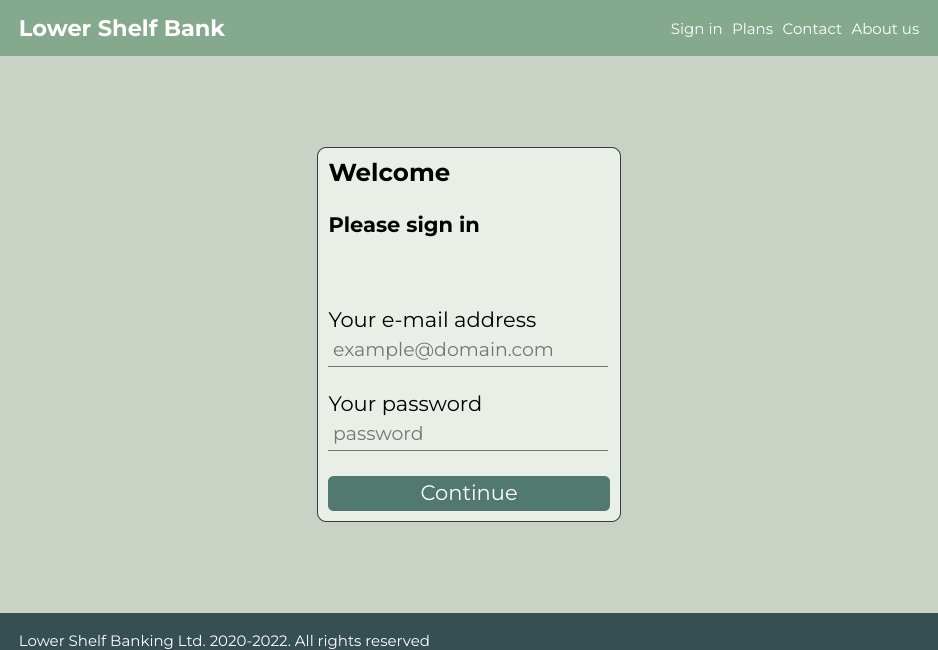 Lower Shelf Bank
Sign in Plans Contact About us
Welcome
Please sign in
Your e-mail address
example@domain.com
Your password
password
Continue
Lower Shelf Banking Ltd. 2020-2022. All rights reserved